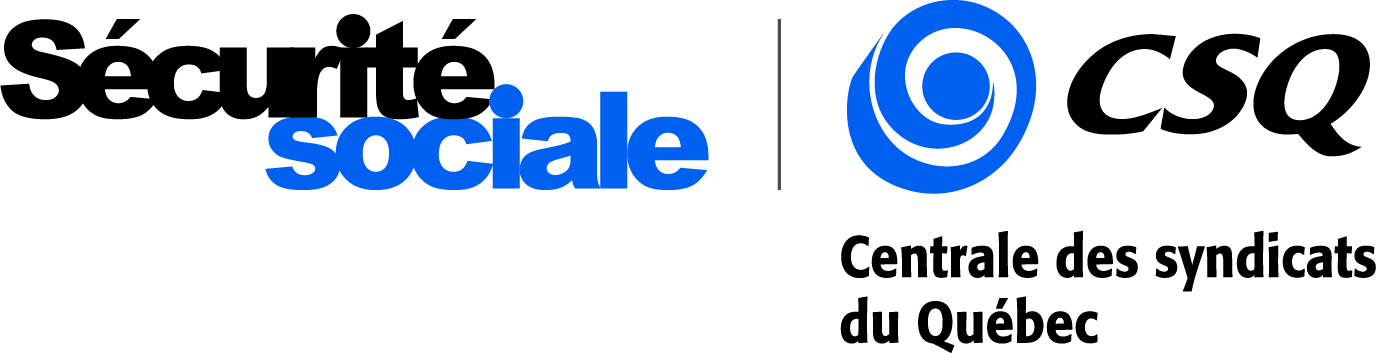 Sécurité
sociale
CSQ
Centrale des syndicats
du Québec